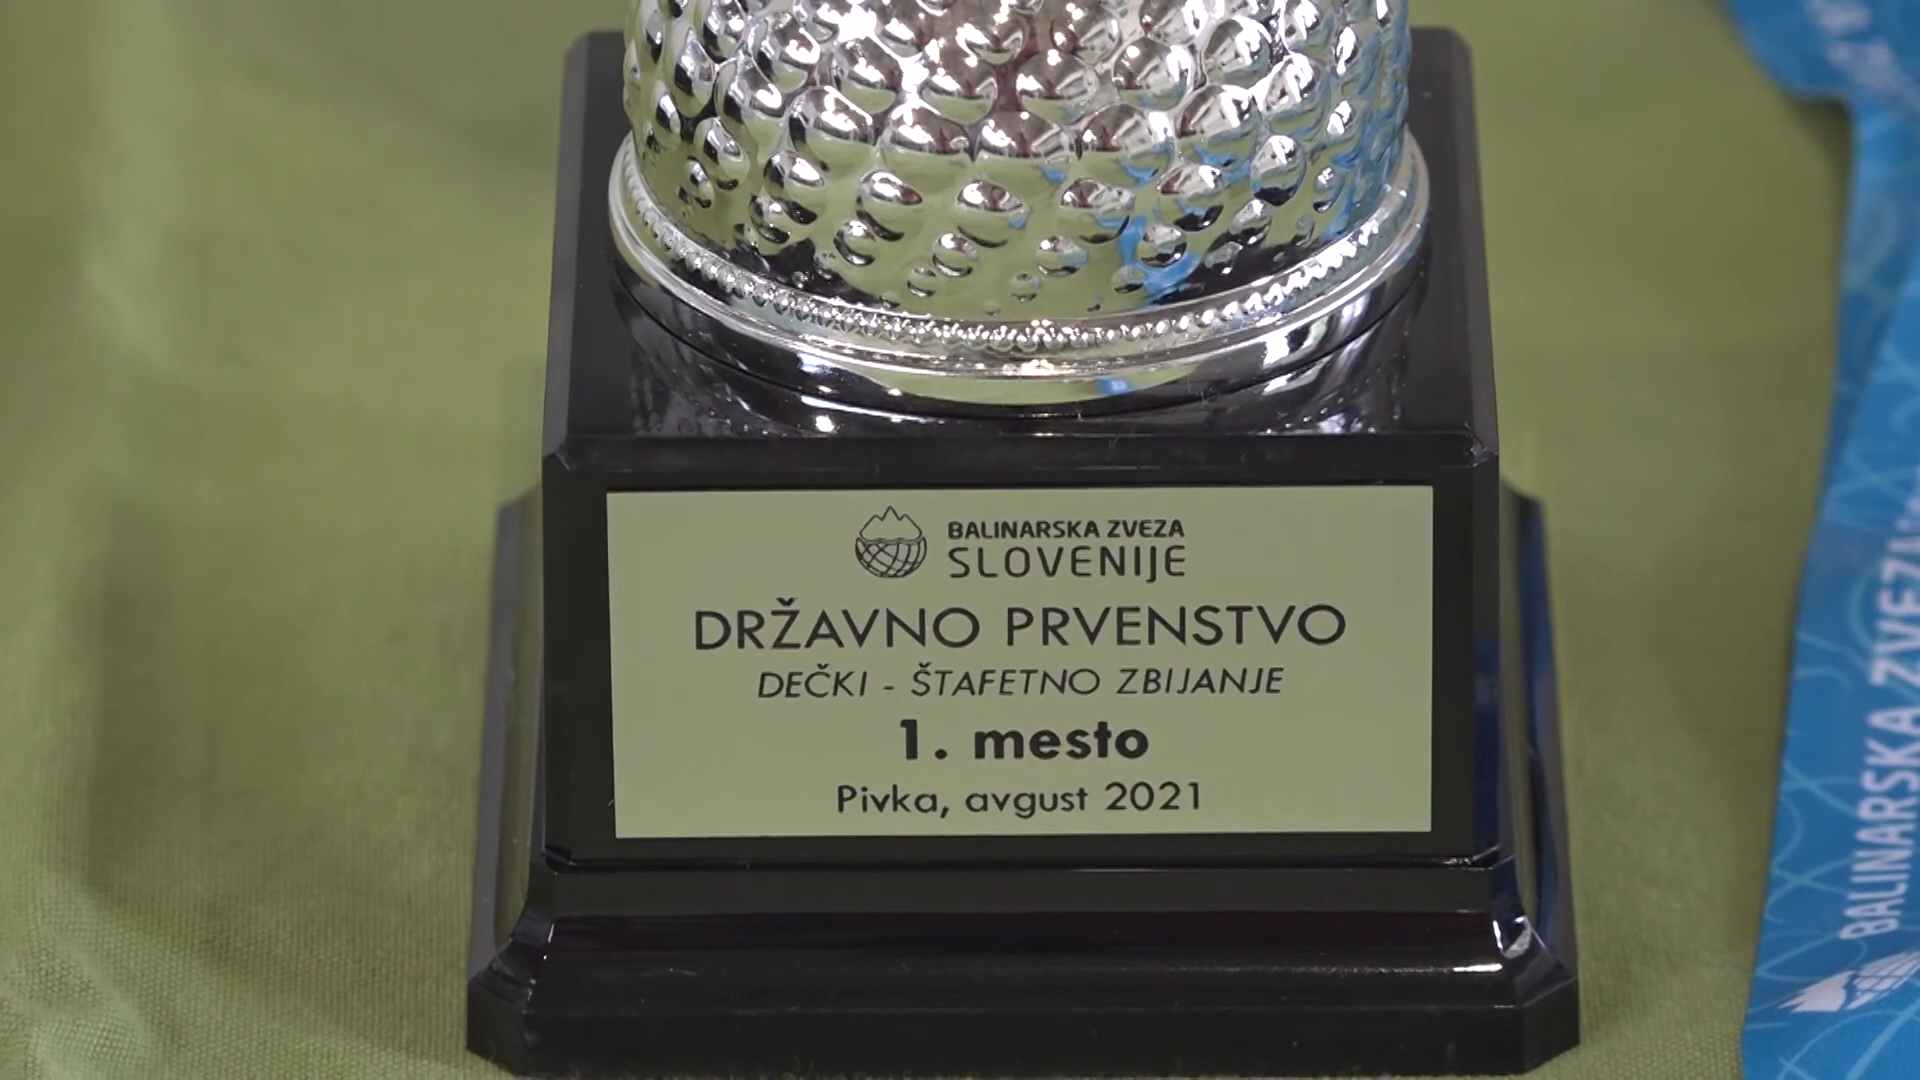 BALINARSKA ZVEZA
SLOVENIJE
DRŽAVNO PRVENSTVO
DEČKI - ŠTAFETNO ZBIJANJE
1. mesto
Pivka, avgust 2021
BALINARSKA ZVEZA